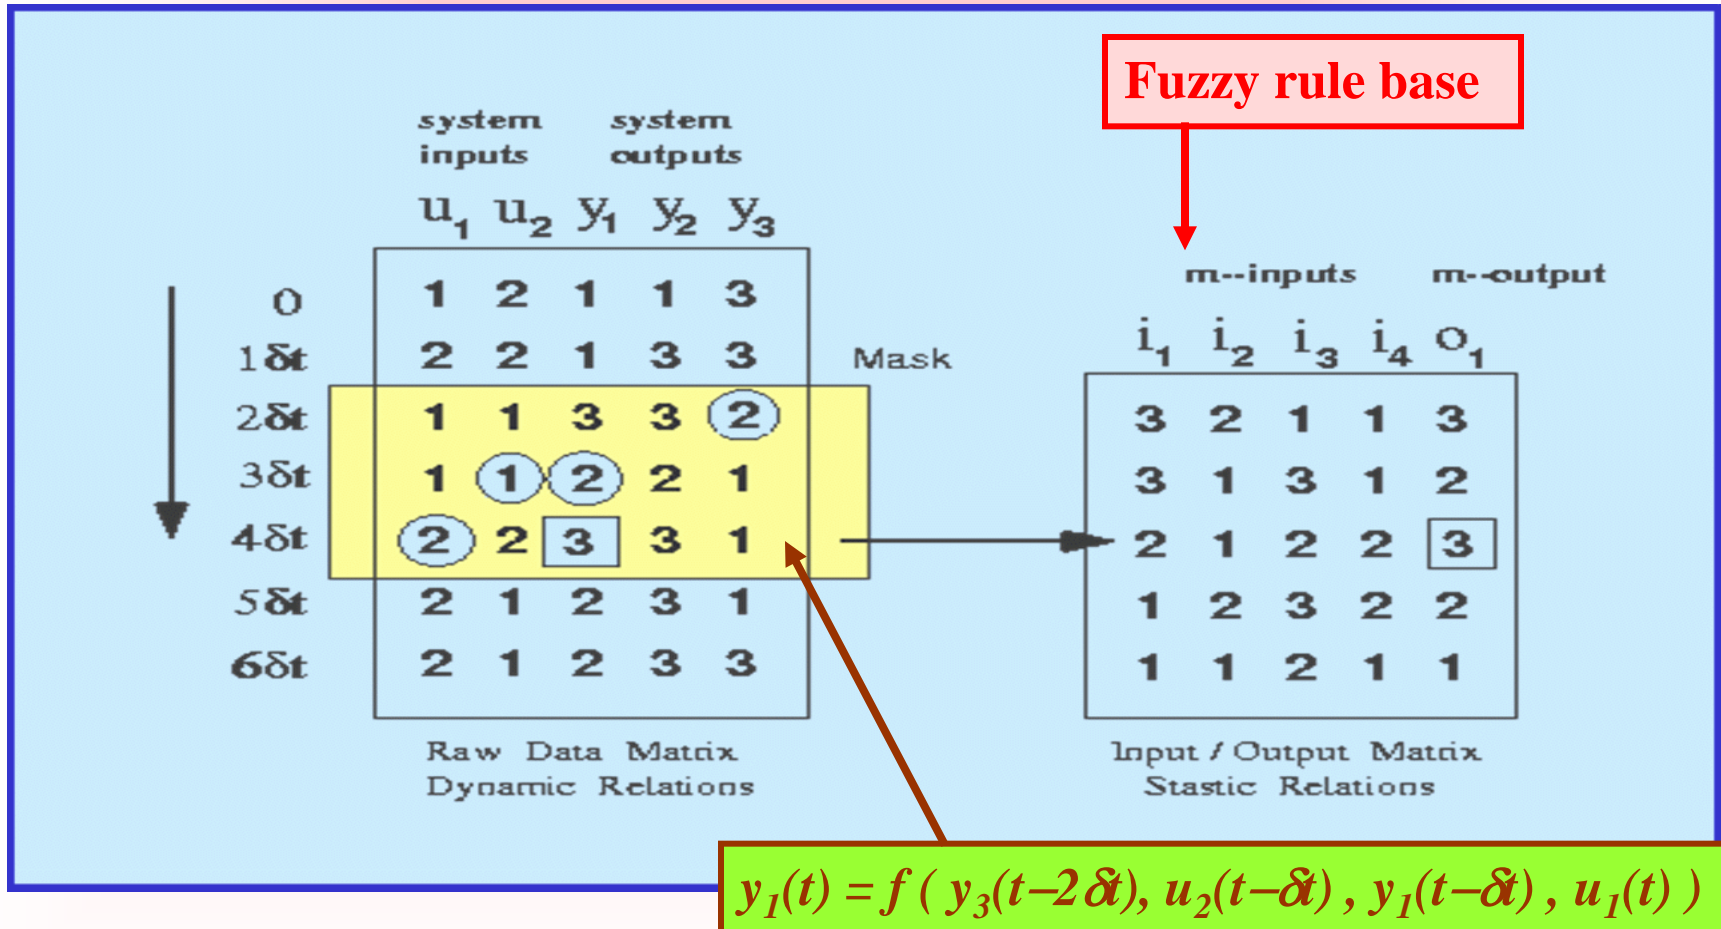 Fuzzy rule base
system system
inputs outputs
u1 u2 y1 y2 y3
0 1 2 1 1 3
1δt 2 2 1 3 3
2δt 1 1 3 3 2
3δt 1 1 2 2 1
4δt 2 2 3 3 1
5δt 2 1 2 3 1
6δt 2 1 2 3 3
Raw Data Matrix
Dynamic Relations
Mask
m--inputs m--output
i1 i2 i3 i4 o1
3 2 1 1 3
3 1 3 1 2
2 1 2 2 3
1 2 3 2 2
1 1 2 1 1
Input / Output Matrix
Stastic Relations
y1(t) = f ( y3(t−2δt), u2(t−δt) , y1(t−δt) , u1(t) )